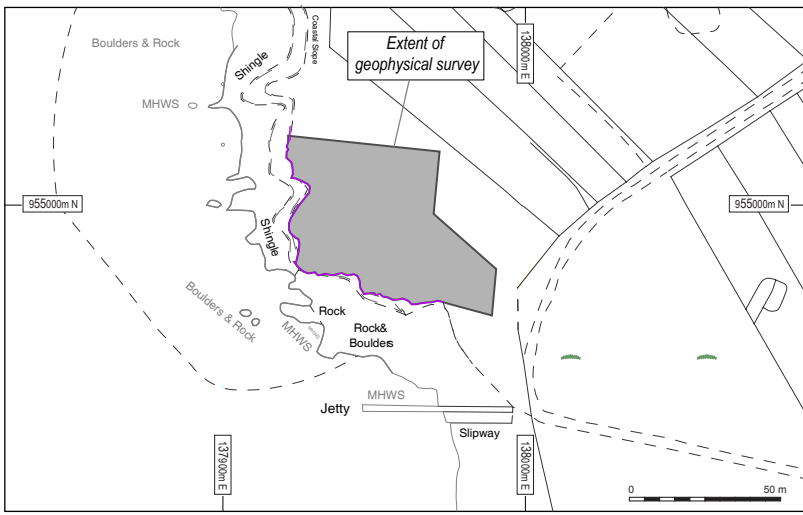 Boulders & Rock
Shingle
Coastal Slope
Extent of
geophysical survey
138000m E
MHWS
955000m N
955000m N
Shingle
Boulders & Rock
MHWS
MHWS
Rock
Rock&
Boulders
MHWS
Jetty
Slipway
137900m E
138000m E
0
50 m